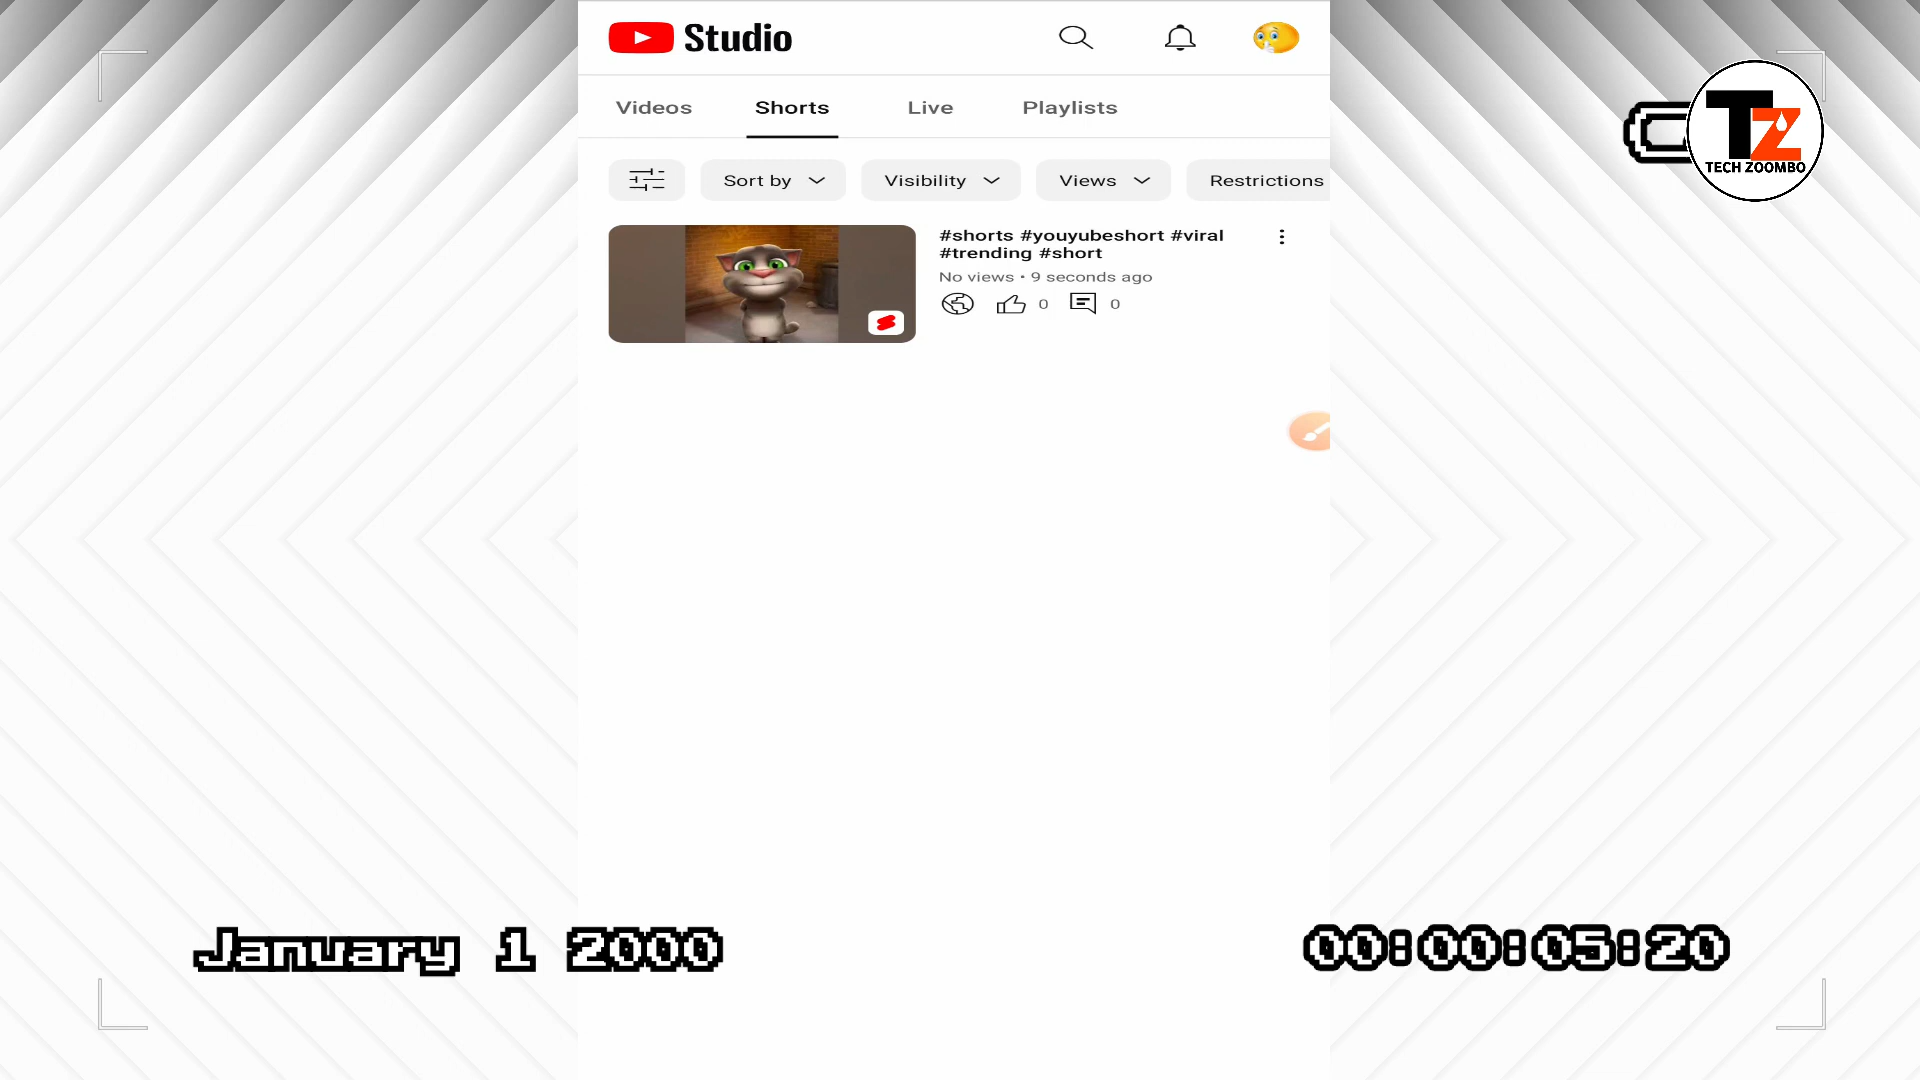 Studio
Videos Shorts Live Playlists
Sort by Visibility Views Restrictions
#shorts #youyubeshort #viral
#trending #short
No views • 9 seconds ago
0 0
TZ
TECH ZOOMBO
January 1 2000
00:00:05:20